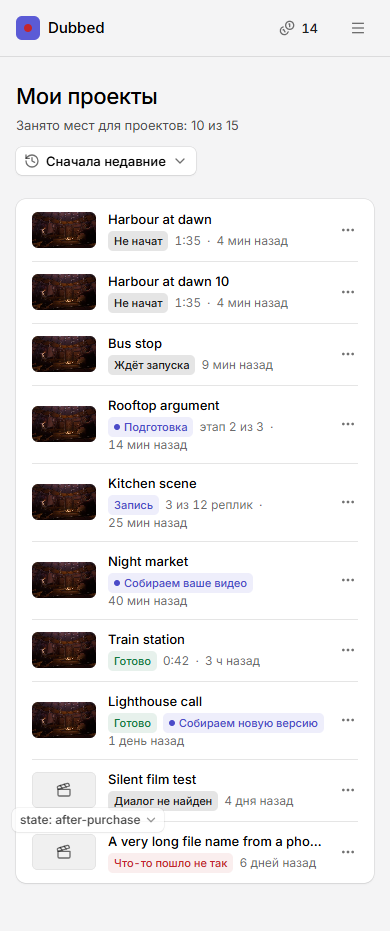 Dubbed
14
Мои проекты
Занято мест для проектов: 10 из 15
Сначала недавние
Harbour at dawn
Не начат 1:35 · 4 мин назад
Harbour at dawn 10
Не начат 1:35 · 4 мин назад
Bus stop
Ждёт запуска 9 мин назад
Rooftop argument
Подготовка этап 2 из 3 ·
14 мин назад
Kitchen scene
Запись 3 из 12 реплик ·
25 мин назад
Night market
Собираем ваше видео
40 мин назад
Train station
Готово 0:42 · 3 ч назад
Lighthouse call
Готово Собираем новую версию
1 день назад
Silent film test
Диалог не найден 4 дня назад
state: after-purchase
A very long file name from a pho...
Что-то пошло не так 6 дней назад